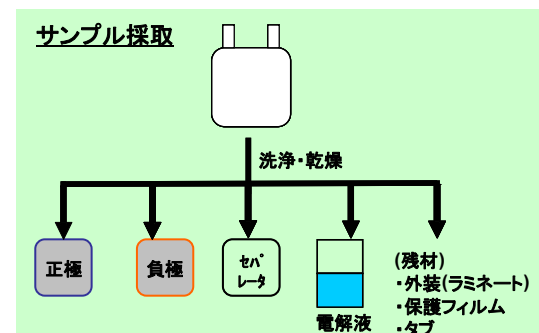 サンプル採取
洗浄・乾燥
正極
負極
セパ
レータ
電解液
(残材)
・外装(ラミネート)
・保護フィルム
・タブ